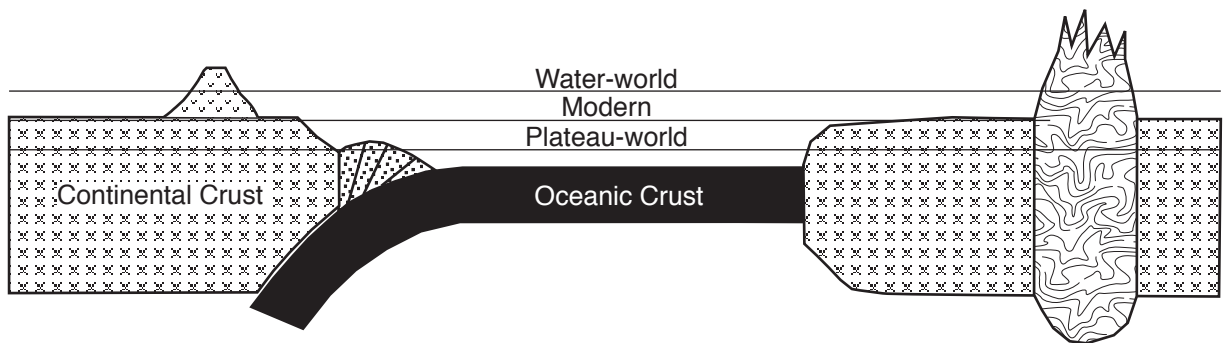 Water-world
Modern
Plateau-world
Continental Crust
Oceanic Crust